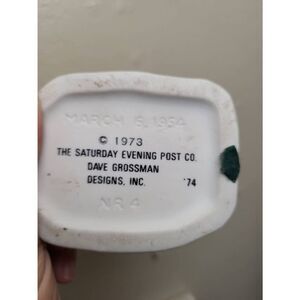 MARCH 6, 1954
© 1973
THE SATURDAY EVENING POST CO.
DAVE GROSSMAN
DESIGNS, INC. '74
NR 4